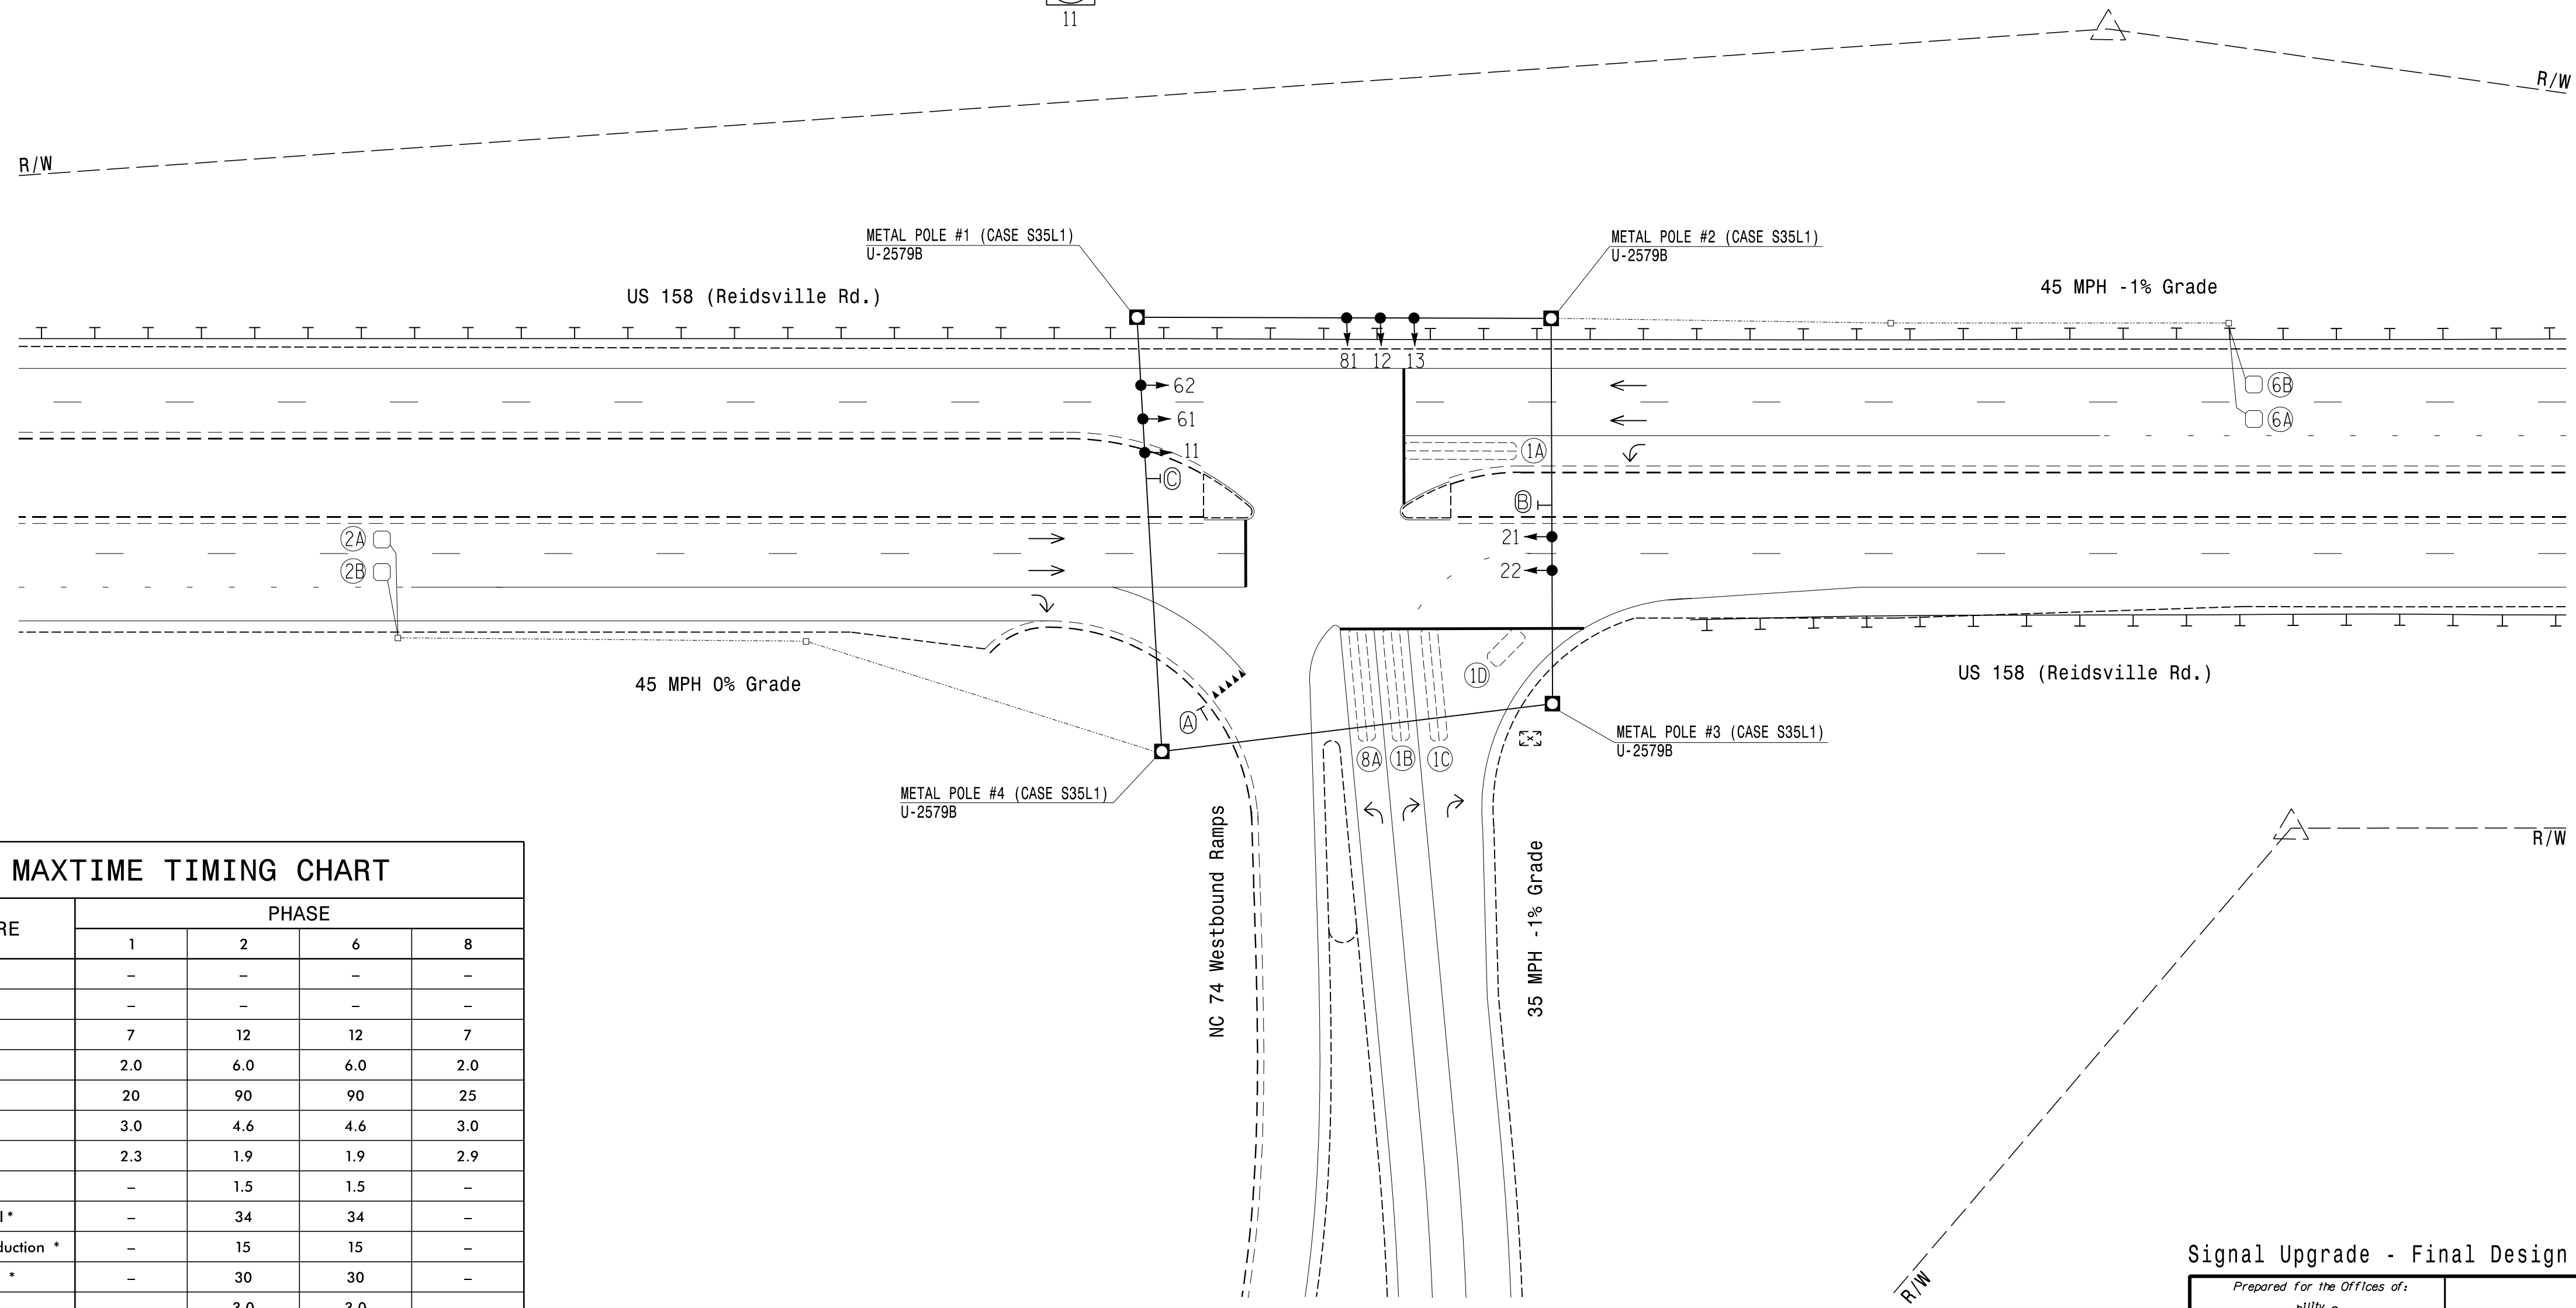 11
R/W
R/W
METAL POLE #1 (CASE S35L1)
U-2579B
METAL POLE #2 (CASE S35L1)
U-2579B
US 158 (Reidsville Rd.)
45 MPH -1% Grade
81 12 13
62
61
11
C
6B
6A
1A
B
2A
2B
21
22
1D
45 MPH 0% Grade
US 158 (Reidsville Rd.)
A
8A 1B 1C
METAL POLE #3 (CASE S35L1)
U-2579B
METAL POLE #4 (CASE S35L1)
U-2579B
NC 74 Westbound Ramps
35 MPH -1% Grade
R/W
R/W
MAXTIME TIMING CHART
RE PHASE
1 2 6 8
– – – –
– – – –
7 12 12 7
2.0 6.0 6.0 2.0
20 90 90 25
3.0 4.6 4.6 3.0
2.3 1.9 1.9 2.9
– 1.5 1.5 –
l * – 34 34 –
duction * – 15 15 –
* – 30 30 –
3.0 3.0
Signal Upgrade - Final Design
Prepared for the Offices of: